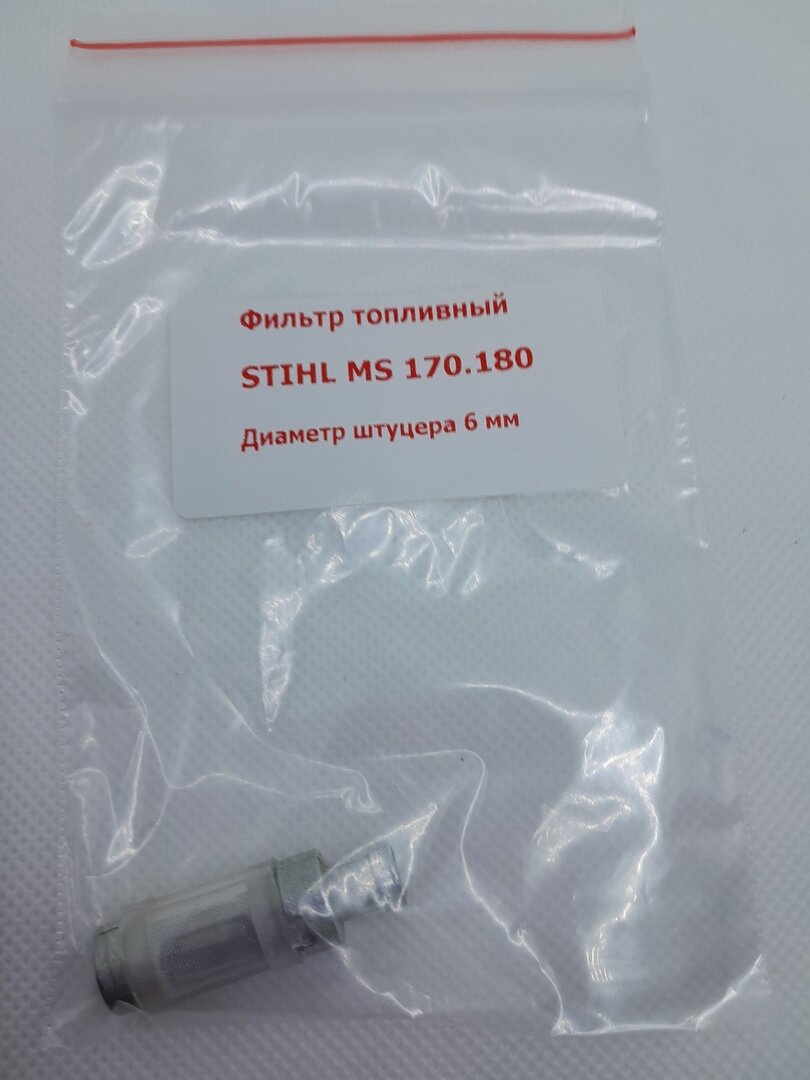 Фильтр топливный
STIHL MS 170.180
Диаметр штуцера 6 мм